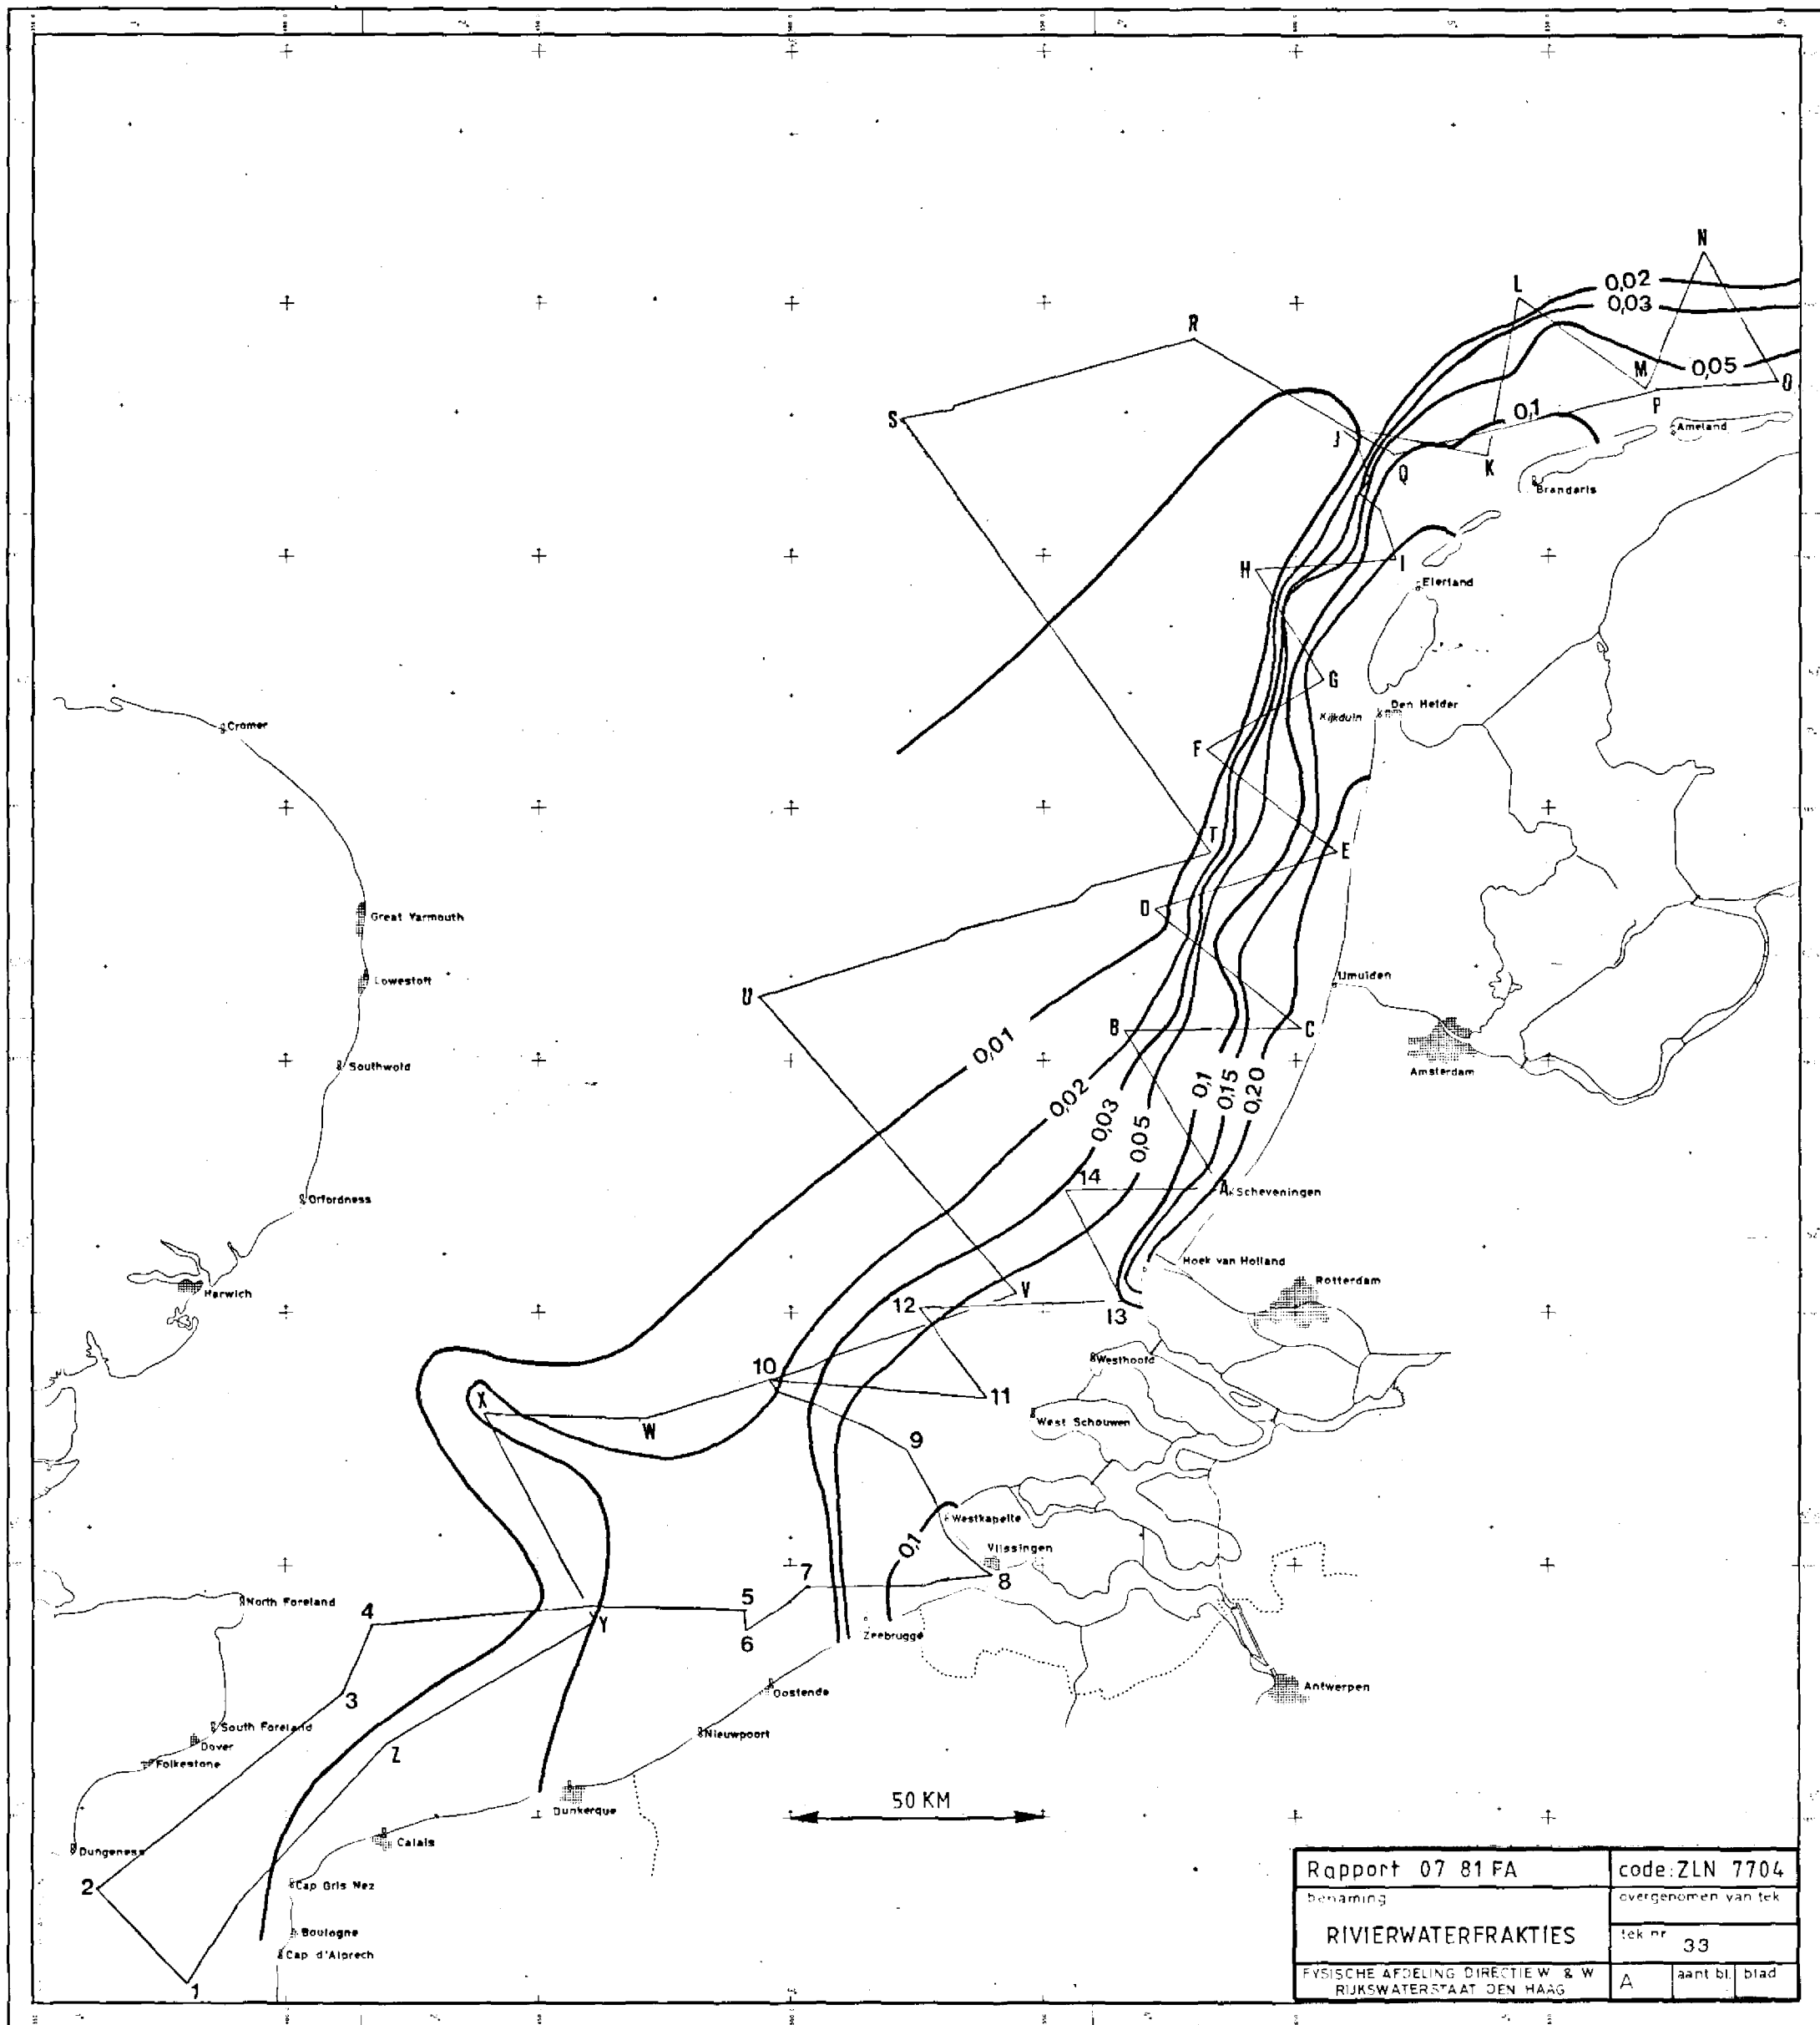 N
L
0,02
0,03
R
0,05
M
O
P
S
0,1
J
Ameland
Q
K
Brandaris
H
I
Eierland
G
Kijkduin
Den Helder
Cromer
F
T
E
Great Yarmouth
D
Lowestoft
IJmuiden
U
B
C
0,01
Southwold
Amsterdam
0,02
0,1
0,15
0,20
0,03
0,05
14
A
Scheveningen
Orfordness
Hoek van Holland
Rotterdam
Harwich
V
12
13
Westhoofd
10
11
X
W
West Schouwen
9
Westkapelle
0,1
Vlissingen
7
8
North Foreland
4
5
Y
6
Zeebrugge
3
Oostende
Antwerpen
South Foreland
Nieuwpoort
Dover
Z
Folkestone
50 KM
Dunkerque
Calais
Dungeness
2
Cap Gris Nez
Boulogne
Cap d'Alprech
1
Rapport 07 81 FA
code: ZLN 7704
benaming
overgenomen van tek
RIVIERWATERFRAKTIES
tek nr
33
FYSISCHE AFDELING DIRECTIE W & W
RIJKSWATERSTAAT DEN HAAG
A
aant bl.
blad